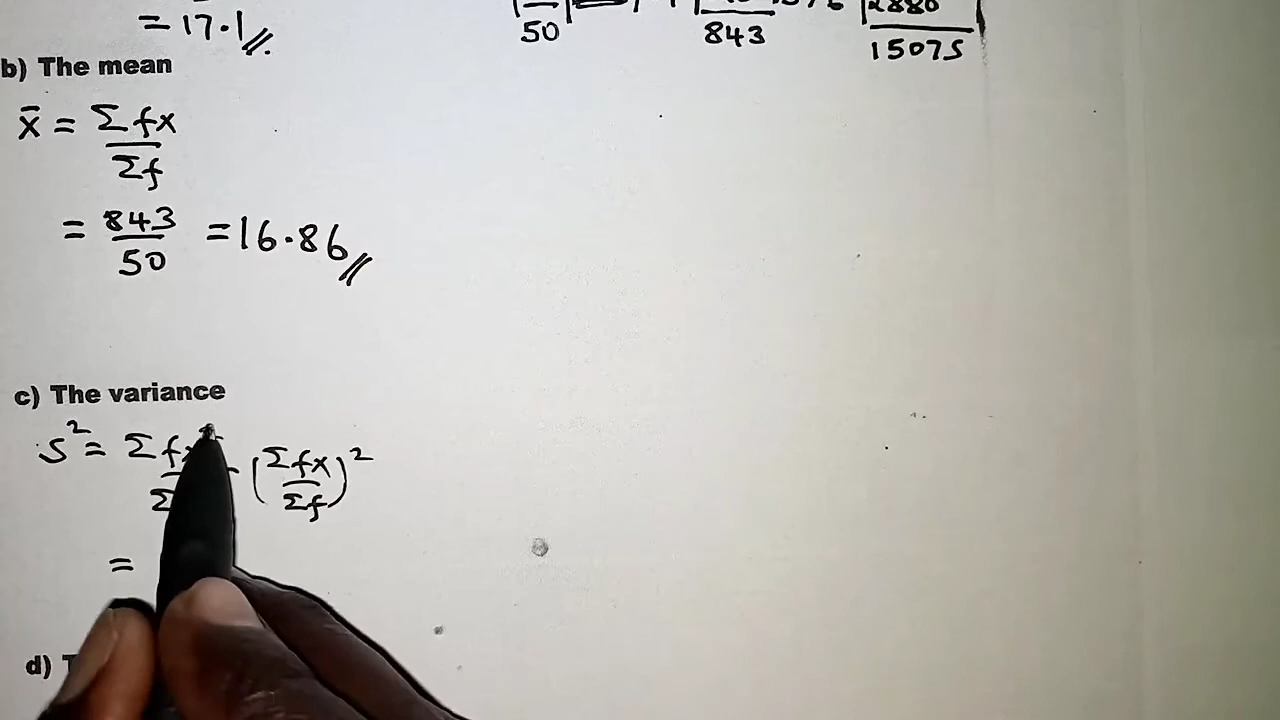 = 17.1
50 843 15075
b) The mean
x̄ = Σfx
Σf
= 843 = 16.86
50
c) The variance
s² = Σf (Σfx)²
Σ Σf
=
d)